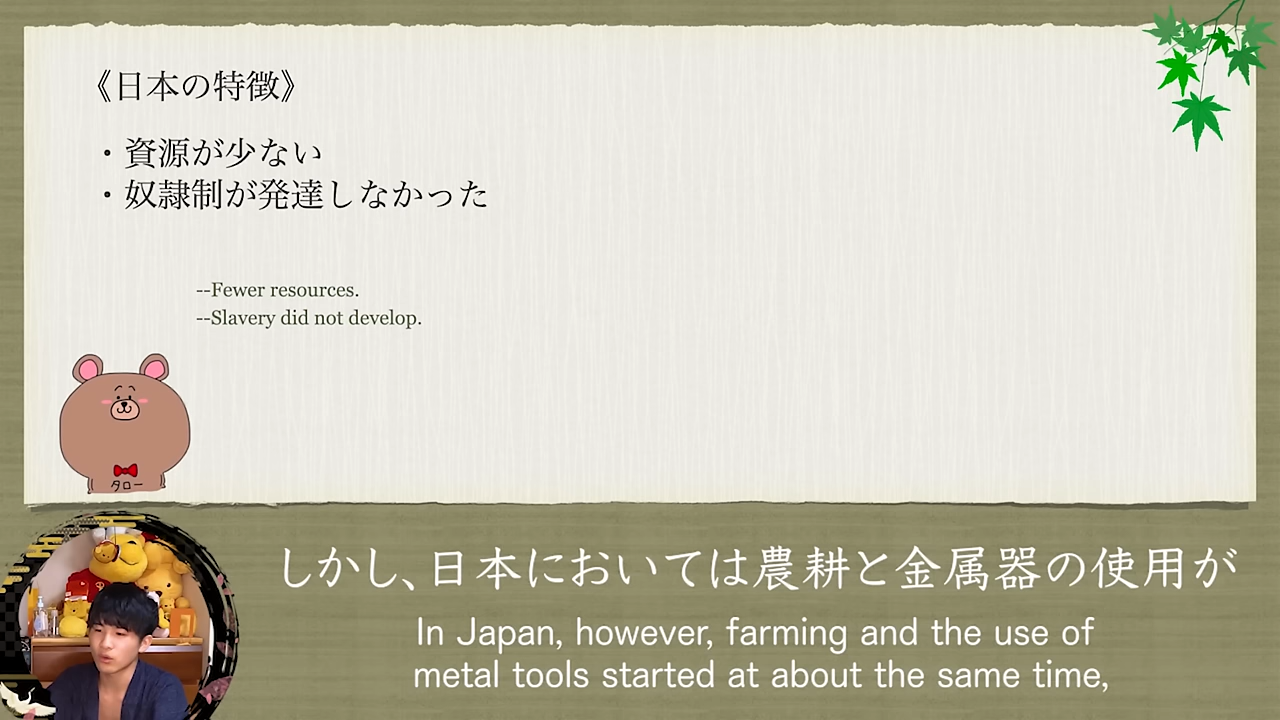 《日本の特徴》
・資源が少ない
・奴隷制が発達しなかった
--Fewer resources.
--Slavery did not develop.
タロー
しかし、日本においては農耕と金属器の使用が
In Japan, however, farming and the use of
metal tools started at about the same time,